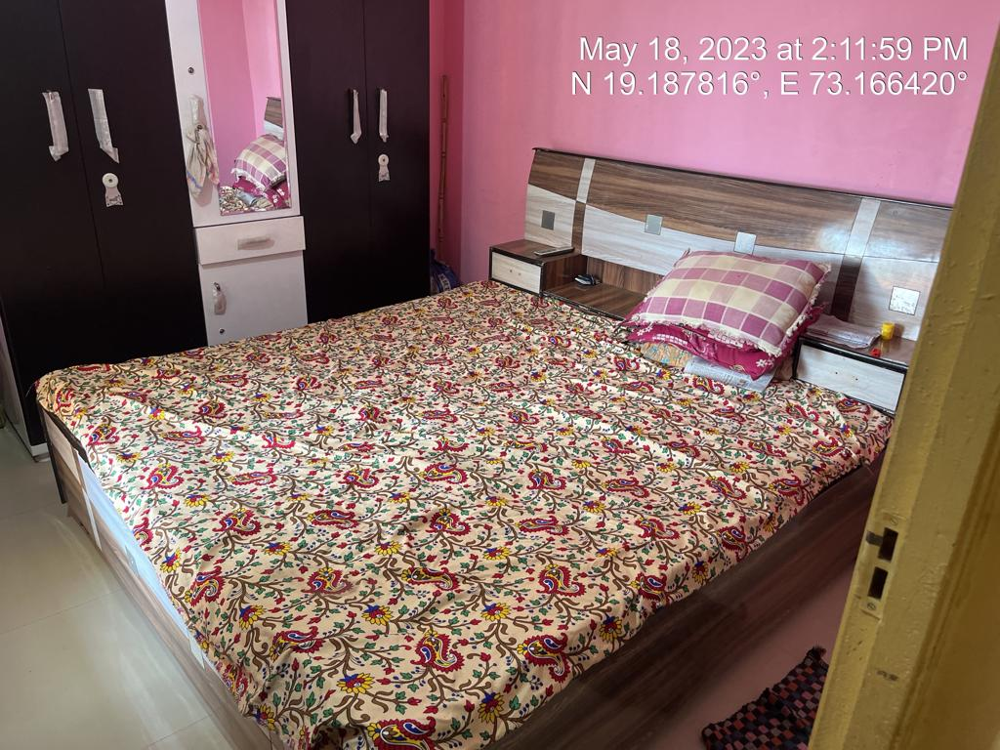 May 18, 2023 at 2:11:59 PM
N 19.187816°, E 73.166420°